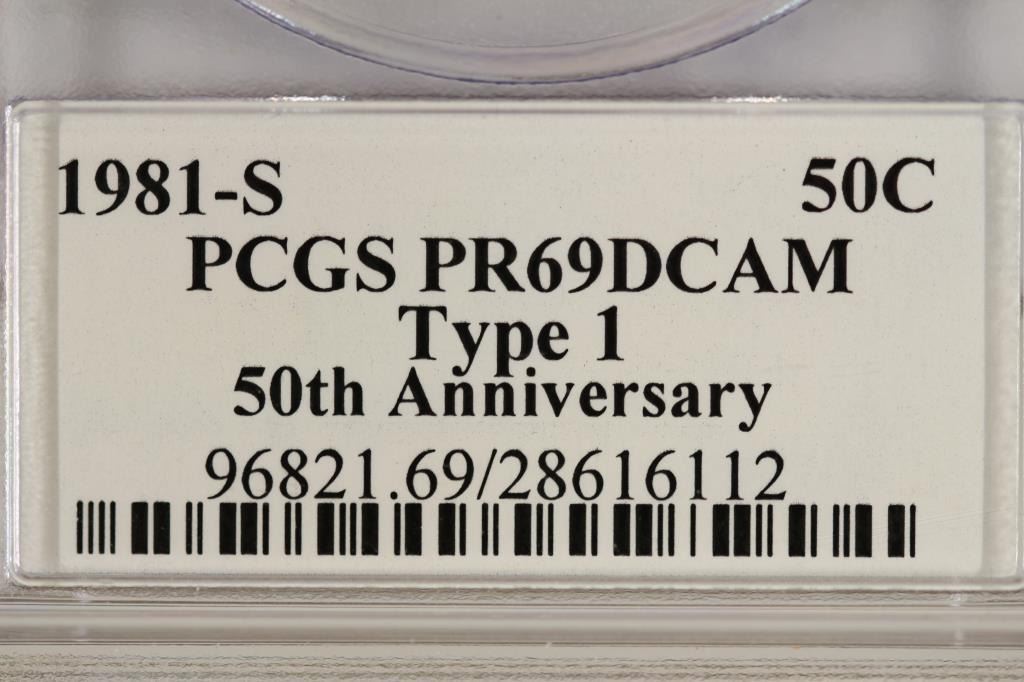 1981-S 50C
PCGS PR69DCAM
Type 1
50th Anniversary
96821.69/28616112